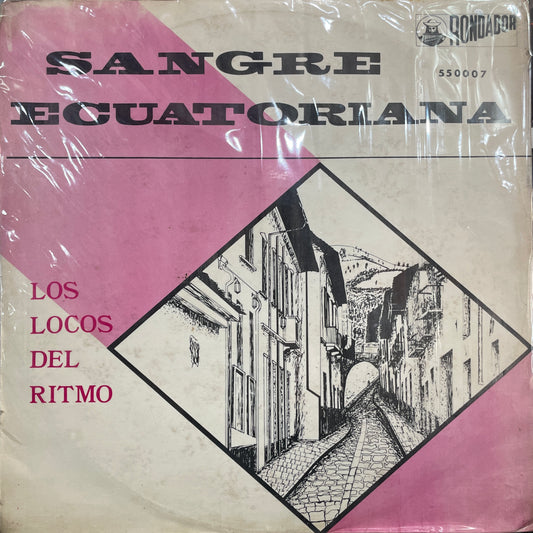 RONDADOR
550007
SANGRE
ECUATORIANA
LOS
LOCOS
DEL
RITMO